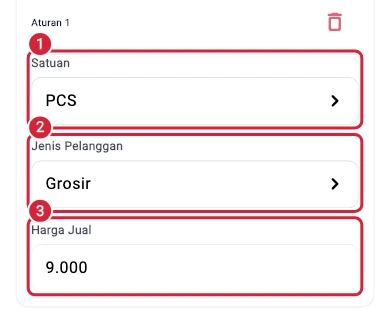 Aturan 1
1
Satuan
PCS
2
Jenis Pelanggan
Grosir
3
Harga Jual
9.000